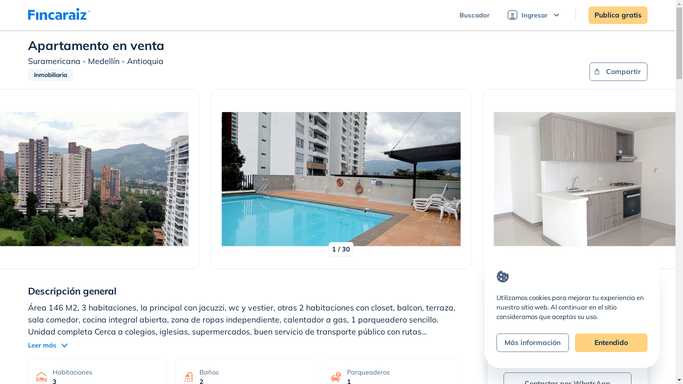 Fincaraiz
Buscador
Ingresar
Publica gratis
Apartamento en venta
Suramericana - Medellín - Antioquia
Inmobiliaria
Compartir
1 / 30
Descripción general
Área 146 M2, 3 habitaciones, la principal con jacuzzi, wc y vestier, otras 2 habitaciones con closet, balcon, terraza,
sala comedor, cocina integral abierta, zona de ropas independiente, calentador a gas, 1 parqueadero sencillo.
Unidad completa Cerca a colegios, iglesias, supermercados, buen servicio de transporte público con rutas...
Leer más
Habitaciones
3
Baños
2
Parqueaderos
1
Utilizamos cookies para mejorar tu experiencia en
nuestro sitio web. Al continuar en el sitio
consideramos que aceptas su uso.
Más información
Entendido
Contactar por WhatsApp